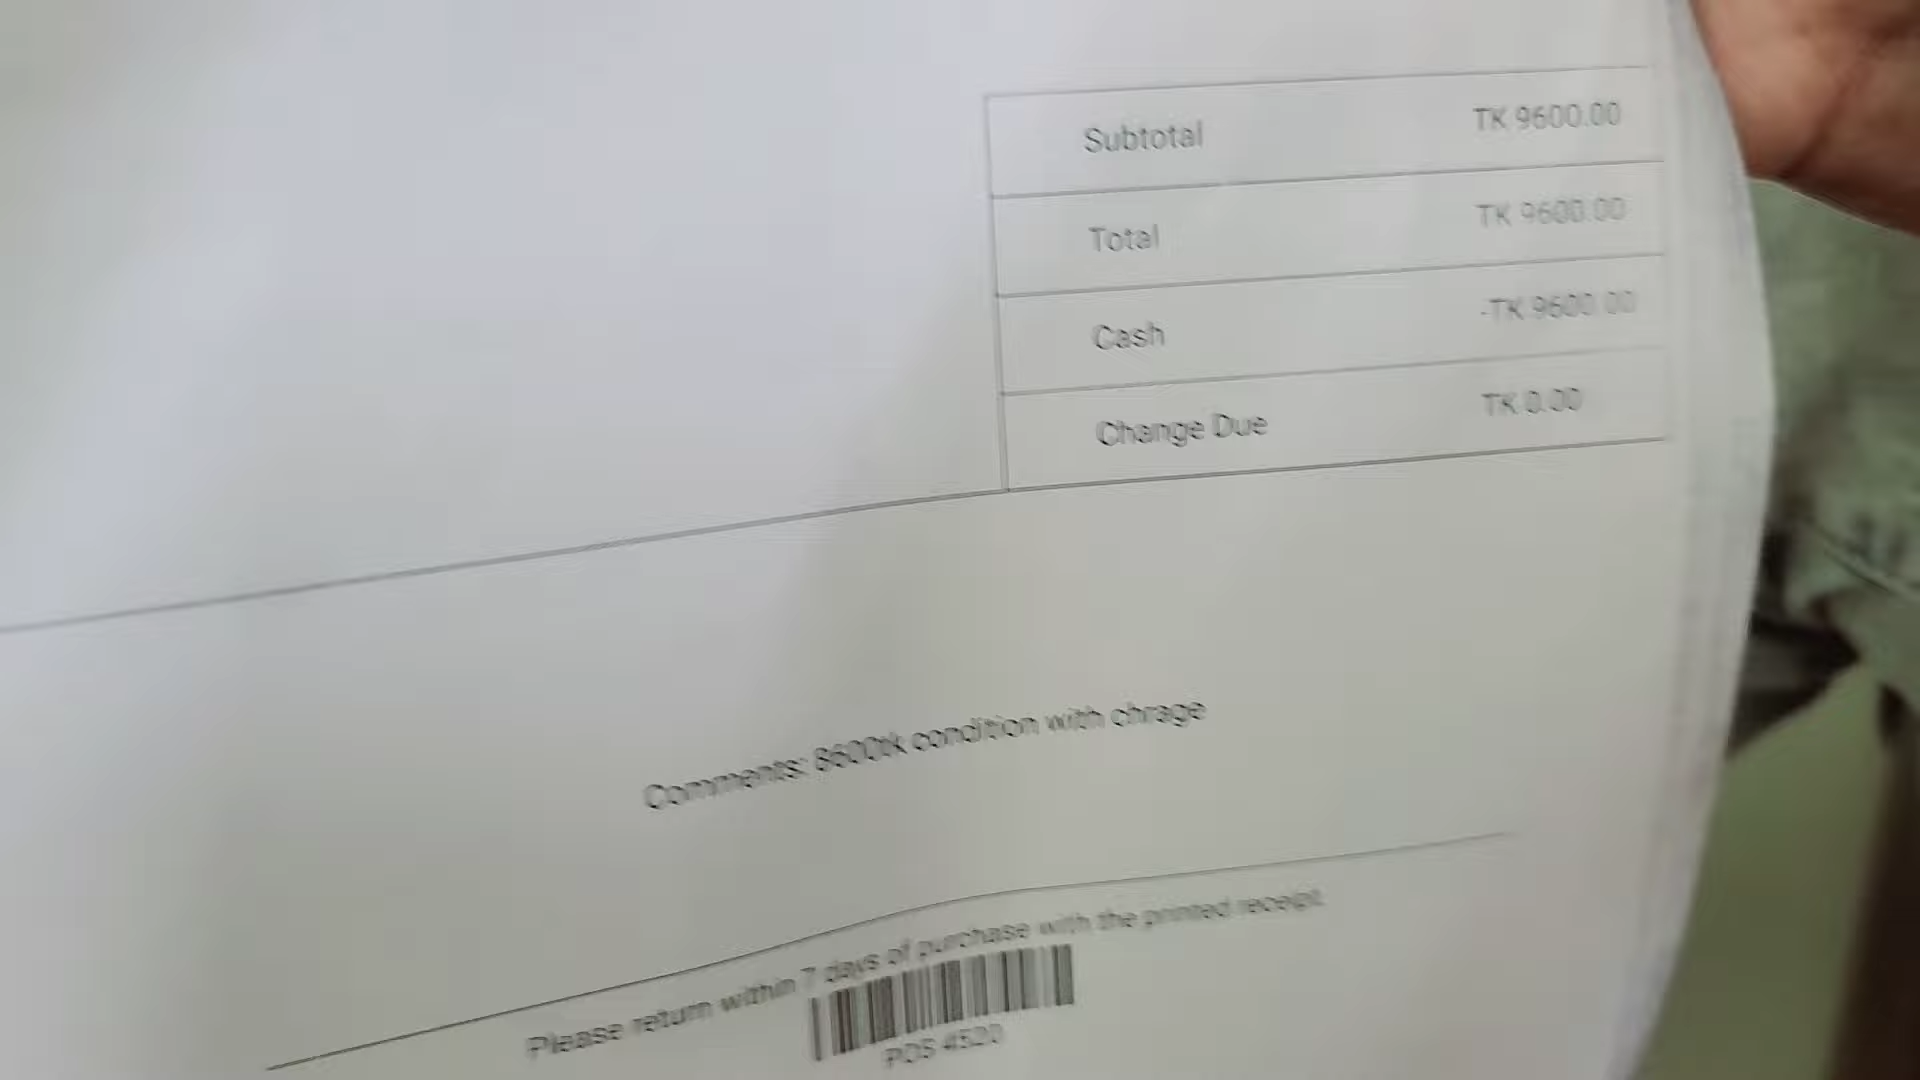 Subtotal TK 9600.00
Total TK 9600.00
Cash -TK 9600.00
Change Due TK 0.00
Comments: 8600tk condition with chrage
Please return within 7 days of purchase with the printed receipt
POS 4520